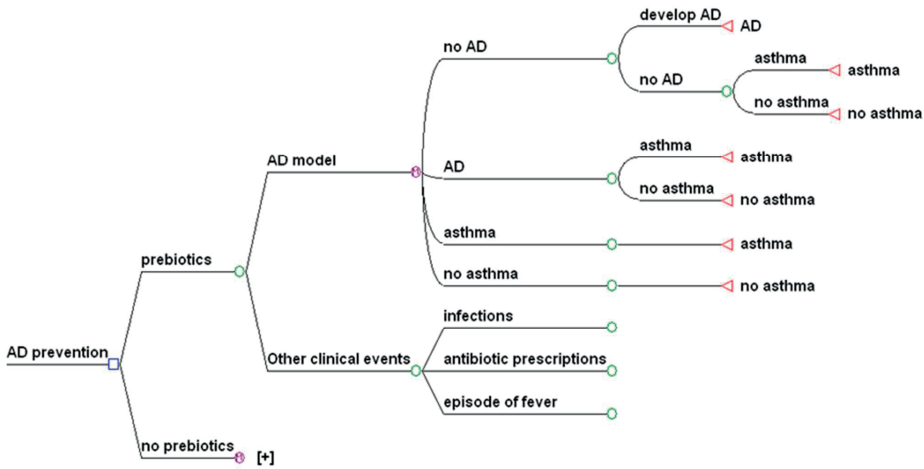 develop AD
AD
no AD
asthma
asthma
no AD
no asthma
no asthma
asthma
asthma
AD model
AD
no asthma
no asthma
asthma
asthma
prebiotics
no asthma
no asthma
infections
AD prevention
Other clinical events
antibiotic prescriptions
episode of fever
no prebiotics
[+]